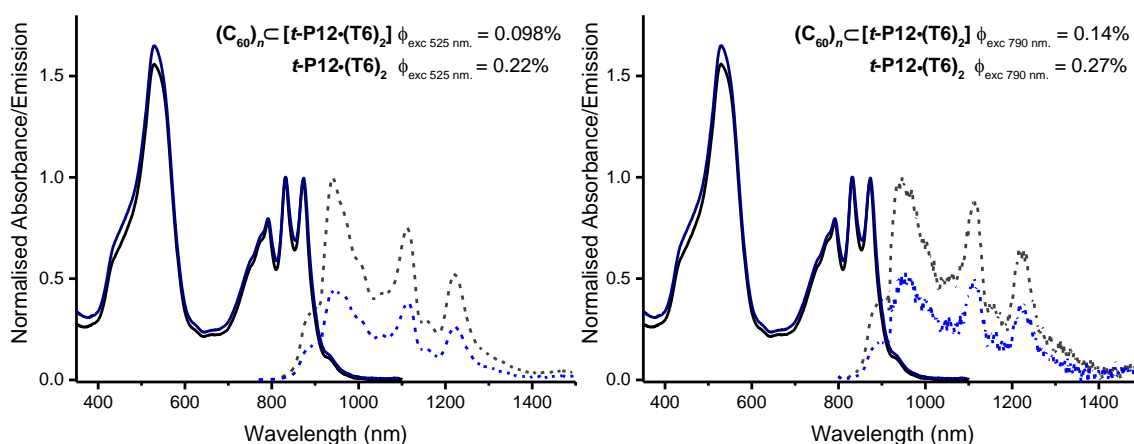 (C₆₀)ₙ⊂ [t-P12•(T6)₂] ϕexc 525 nm. = 0.098%
t-P12•(T6)₂ ϕexc 525 nm. = 0.22%
Normalised Absorbance/Emission
1.5
1.0
0.5
0.0
400 600 800 1000 1200 1400
Wavelength (nm)
(C₆₀)ₙ⊂ [t-P12•(T6)₂] ϕexc 790 nm. = 0.14%
t-P12•(T6)₂ ϕexc 790 nm. = 0.27%
Normalised Absorbance/Emission
1.5
1.0
0.5
0.0
400 600 800 1000 1200 1400
Wavelength (nm)